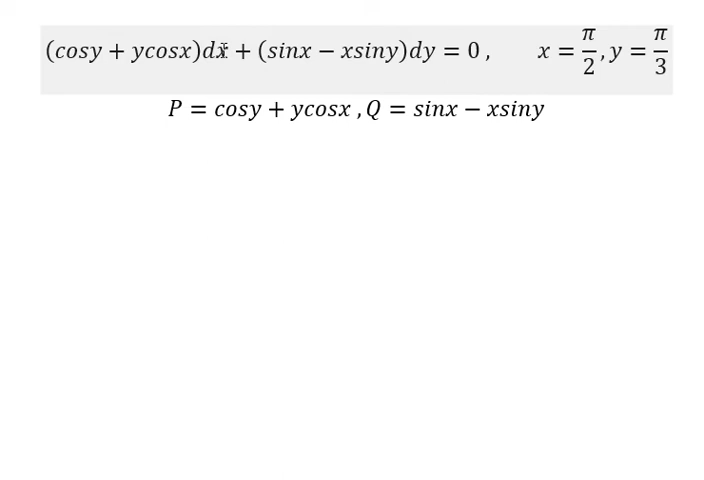 (cosy + ycosx)dx + (sinx − xsiny)dy = 0 , x = π/2 , y = π/3
P = cosy + ycosx , Q = sinx − xsiny